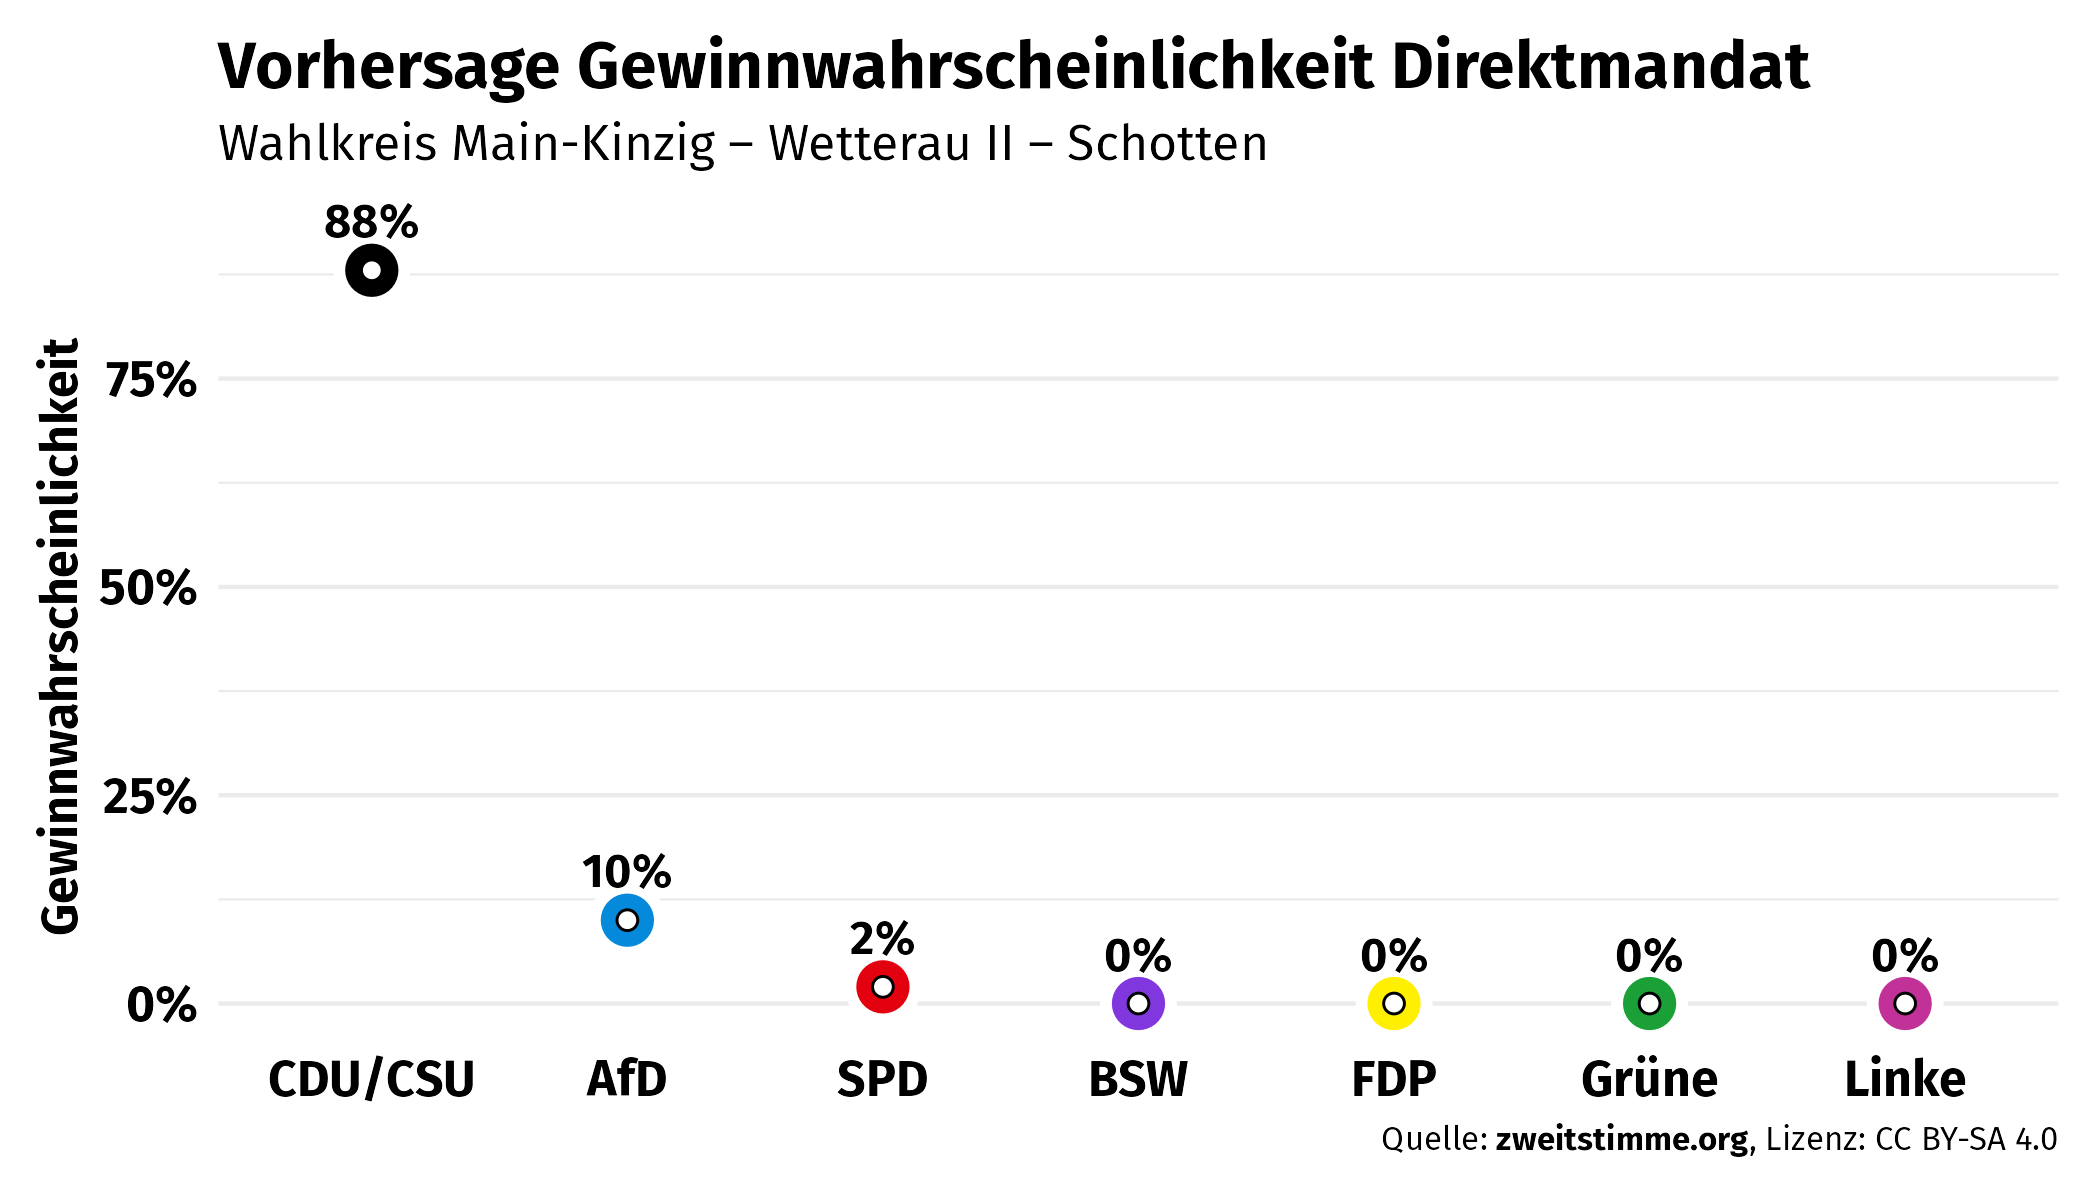 Vorhersage Gewinnwahrscheinlichkeit Direktmandat
Wahlkreis Main-Kinzig – Wetterau II – Schotten
Gewinnwahrscheinlichkeit
88%
75%
50%
25%
10%
2%
0%
0%
0%
0%
0%
CDU/CSU
AfD
SPD
BSW
FDP
Grüne
Linke
Quelle: zweitstimme.org, Lizenz: CC BY-SA 4.0